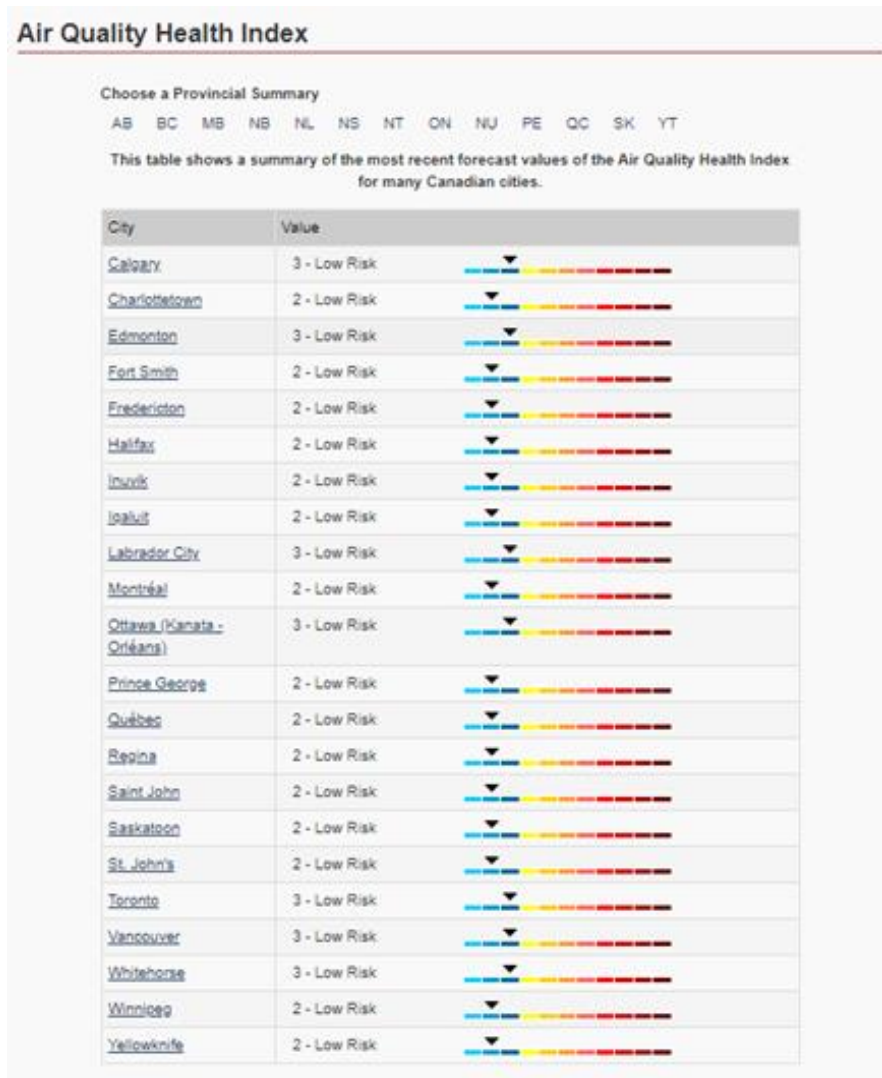 Air Quality Health Index
Choose a Provincial Summary
AB BC MB NB NL NS NT ON NU PE QC SK YT
This table shows a summary of the most recent forecast values of the Air Quality Health Index
for many Canadian cities.
City Value
Calgary 3 - Low Risk
Charlottetown 2 - Low Risk
Edmonton 3 - Low Risk
Fort Smith 2 - Low Risk
Fredericton 2 - Low Risk
Halifax 2 - Low Risk
Inuvik 2 - Low Risk
Iqaluit 2 - Low Risk
Labrador City 3 - Low Risk
Montréal 2 - Low Risk
Ottawa (Kanata - 3 - Low Risk
Orléans)
Prince George 2 - Low Risk
Québec 2 - Low Risk
Regina 2 - Low Risk
Saint John 2 - Low Risk
Saskatoon 2 - Low Risk
St. John's 2 - Low Risk
Toronto 3 - Low Risk
Vancouver 3 - Low Risk
Whitehorse 3 - Low Risk
Winnipeg 2 - Low Risk
Yellowknife 2 - Low Risk